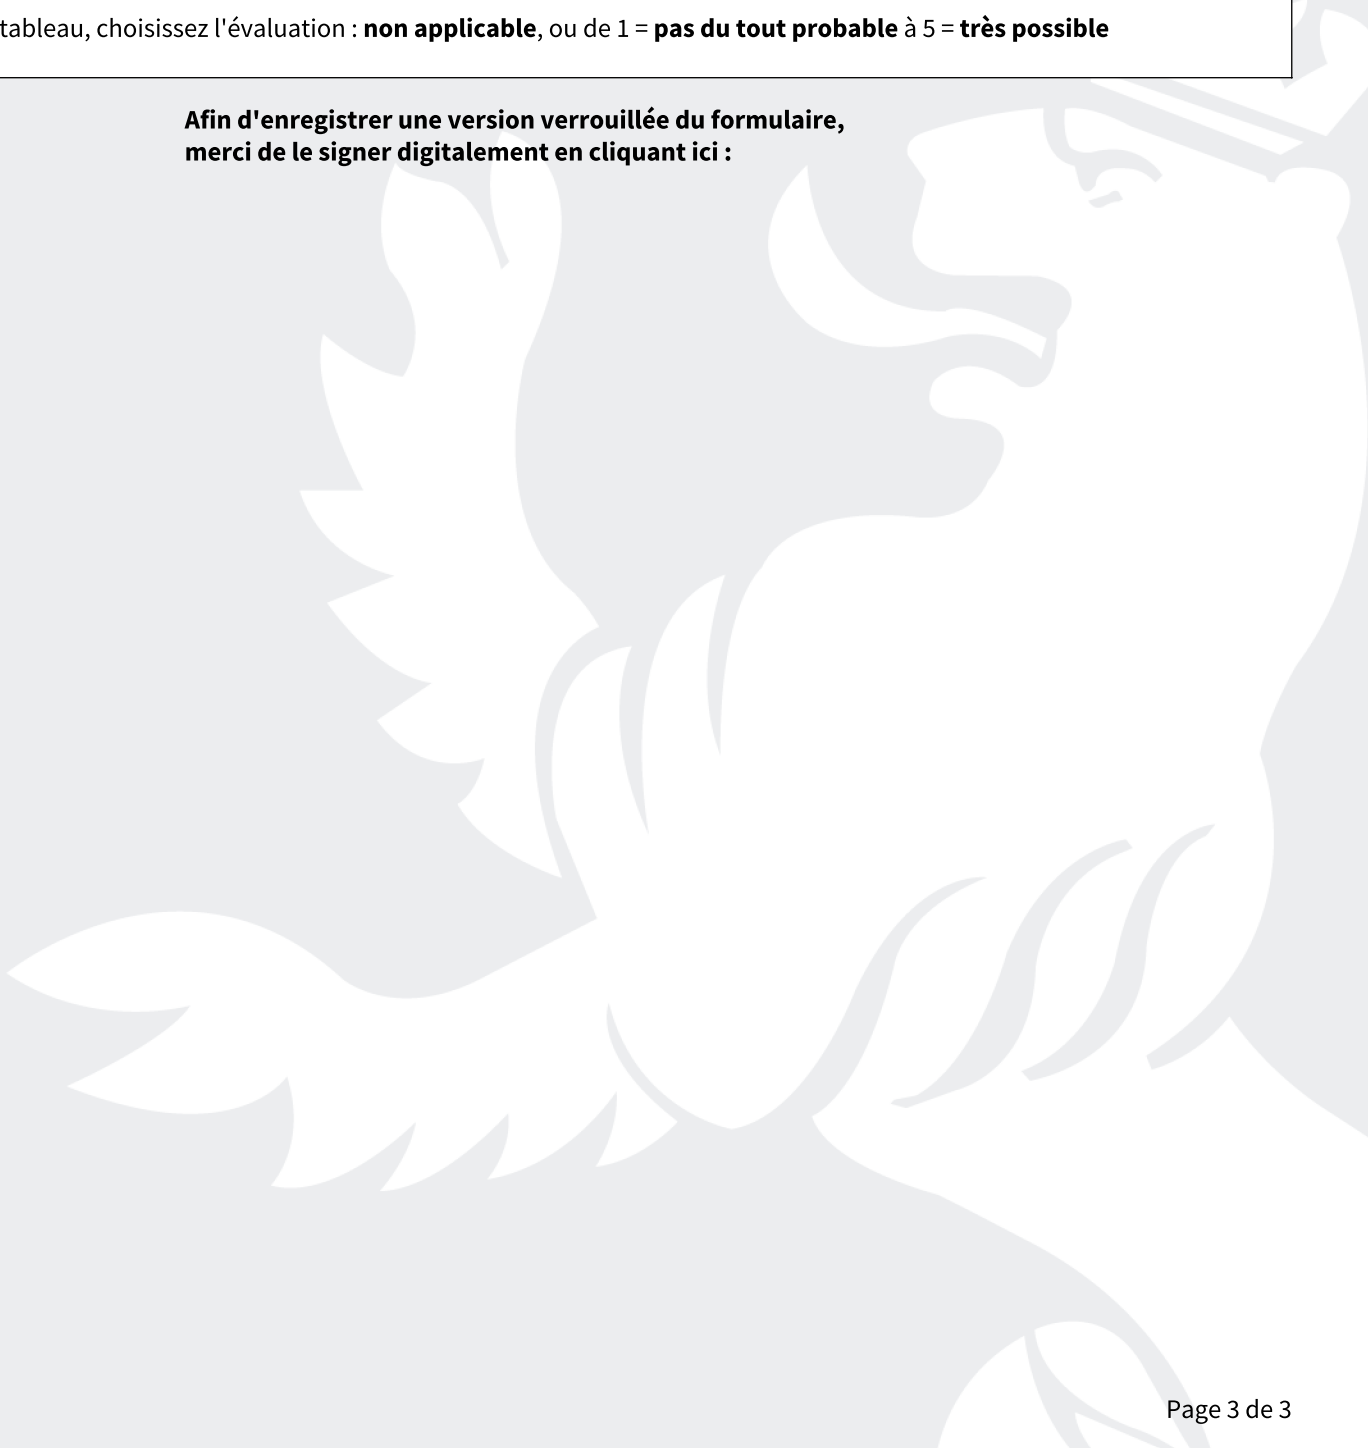 tableau, choisissez l'évaluation : non applicable, ou de 1 = pas du tout probable à 5 = très possible
Afin d'enregistrer une version verrouillée du formulaire,
merci de le signer digitalement en cliquant ici :
Page 3 de 3